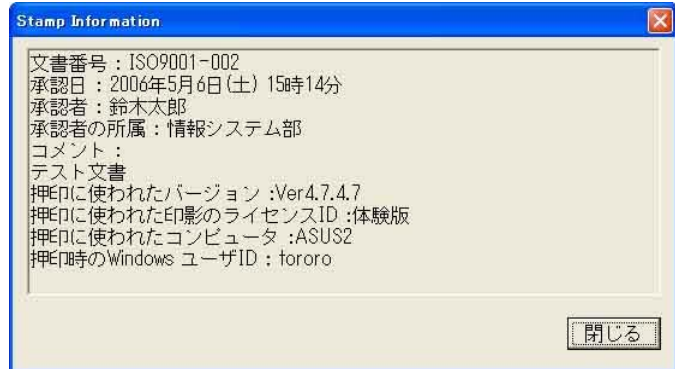 Stamp Information
文書番号：ISO9001-002
承認日：2006年5月6日(土) 15時14分
承認者：鈴木太郎
承認者の所属：情報システム部
コメント：
テスト文書
押印に使われたバージョン :Ver4.7.4.7
押印に使われた印影のライセンスID :体験版
押印に使われたコンピュータ :ASUS2
押印時のWindows ユーザID : tororo
閉じる